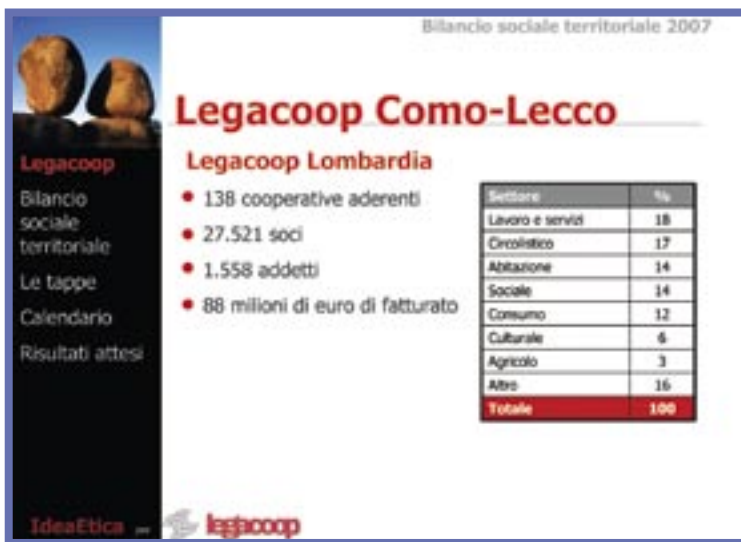 Bilancio sociale territoriale 2007
Legacoop Como-Lecco
Legacoop
Bilancio
sociale
territoriale
Le tappe
Calendario
Risultati attesi
Legacoop Lombardia
• 138 cooperative aderenti
• 27.521 soci
• 1.558 addetti
• 88 milioni di euro di fatturato
Settore %
Lavoro e servizi 18
Circolistico 17
Abitazione 14
Sociale 14
Consumo 12
Culturale 6
Agricolo 3
Altro 16
Totale 100
IdeaEtica
legacoop